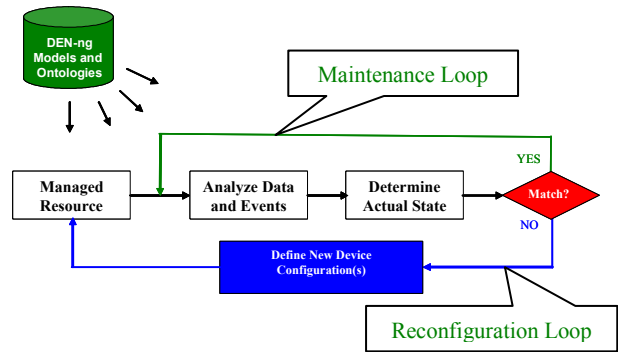 DEN-ng
Models and
Ontologies
Maintenance Loop
YES
Managed
Resource
Analyze Data
and Events
Determine
Actual State
Match?
NO
Define New Device
Configuration(s)
Reconfiguration Loop